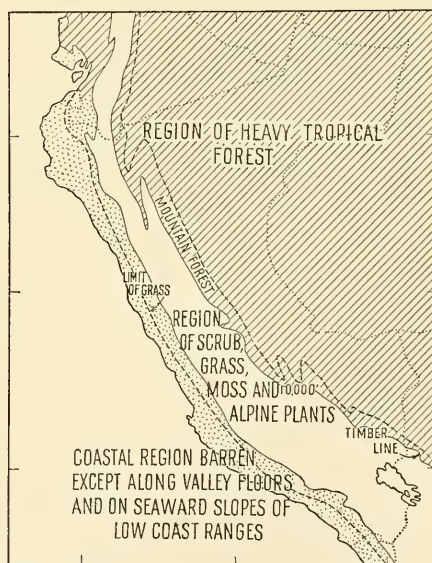 REGION OF HEAVY TROPICAL
FOREST.
MOUNTAIN FOREST
LIMIT
OF GRASS
REGION
OF SCRUB,
GRASS,
MOSS AND
ALPINE PLANTS
10,000'
TIMBER
LINE
COASTAL REGION BARREN
EXCEPT ALONG VALLEY FLOORS
AND ON SEAWARD SLOPES OF
LOW COAST RANGES